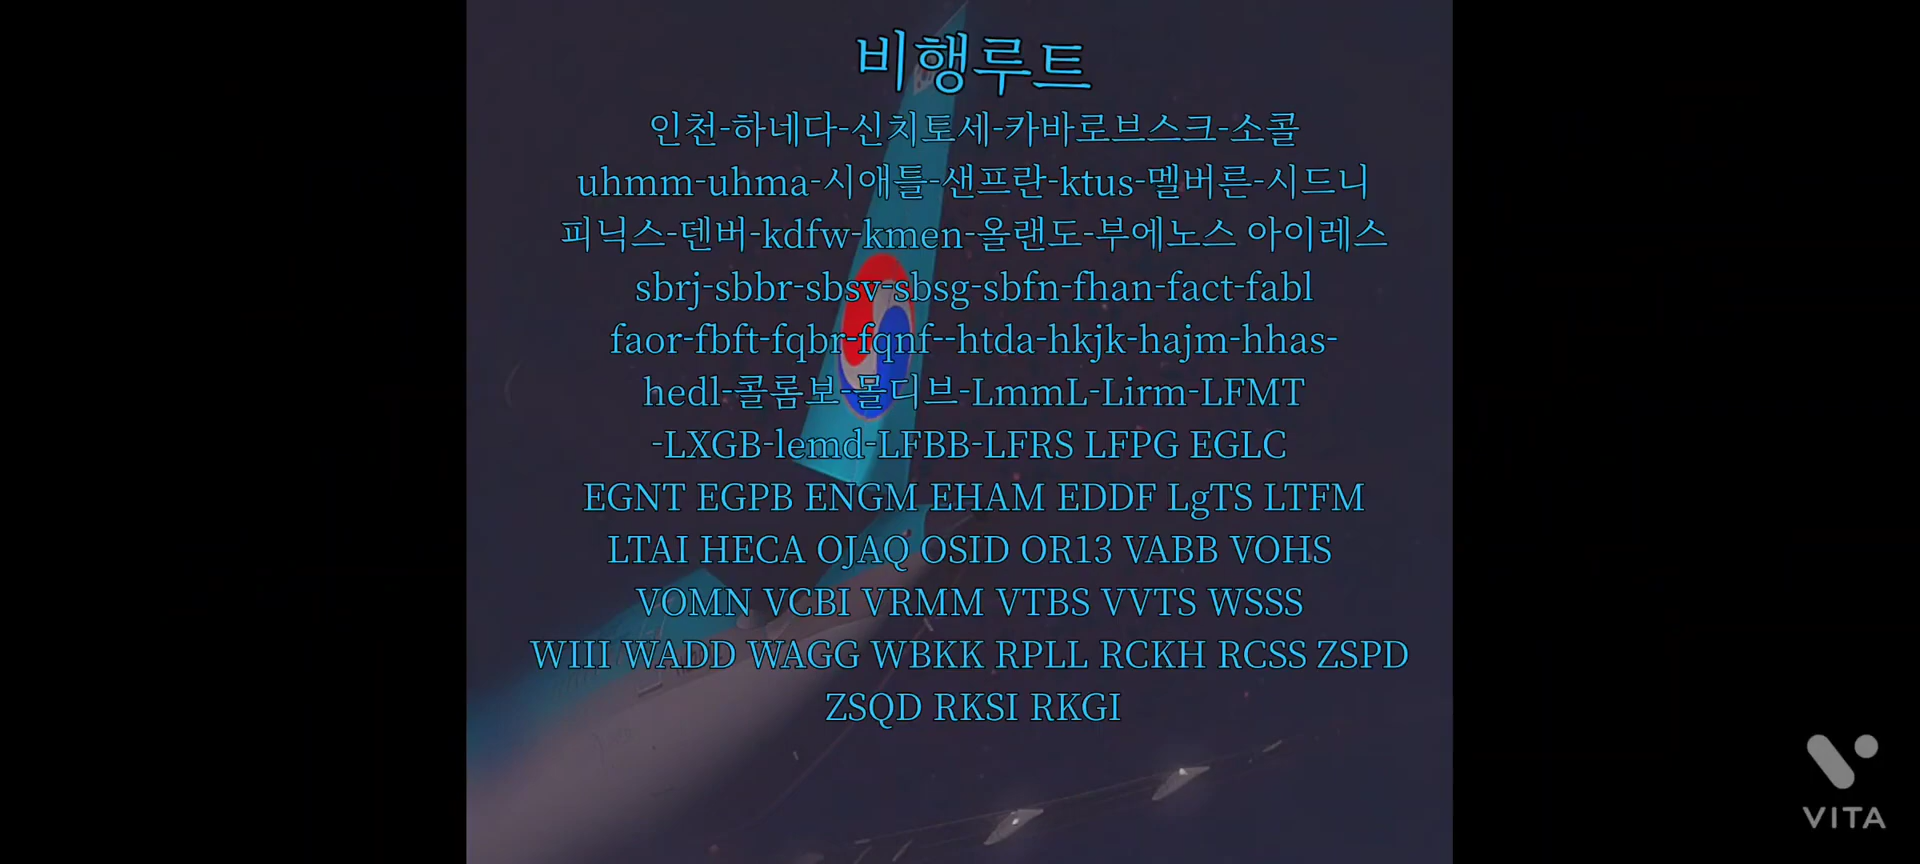 비행루트
인천-하네다-신치토세-카바로브스크-소콜
uhmm-uhma-시애틀-샌프란-ktus-멜버른-시드니
피닉스-덴버-kdfw-kmen-올랜도-부에노스 아이레스
sbrj-sbbr-sbsv-sbsg-sbfn-fhan-fact-fabl
faor-fbft-fqbr-fqnf--htda-hkjk-hajm-hhas-
hedl-콜롬보-몰디브-LmmL-Lirm-LFMT
-LXGB-lemd-LFBB-LFRS LFPG EGLC
EGNT EGPB ENGM EHAM EDDF LgTS LTFM
LTAI HECA OJAQ OSID OR13 VABB VOHS
VOMN VCBI VRMM VTBS VVTS WSSS
WIII WADD WAGG WBKK RPLL RCKH RCSS ZSPD
ZSQD RKSI RKGI
VITA